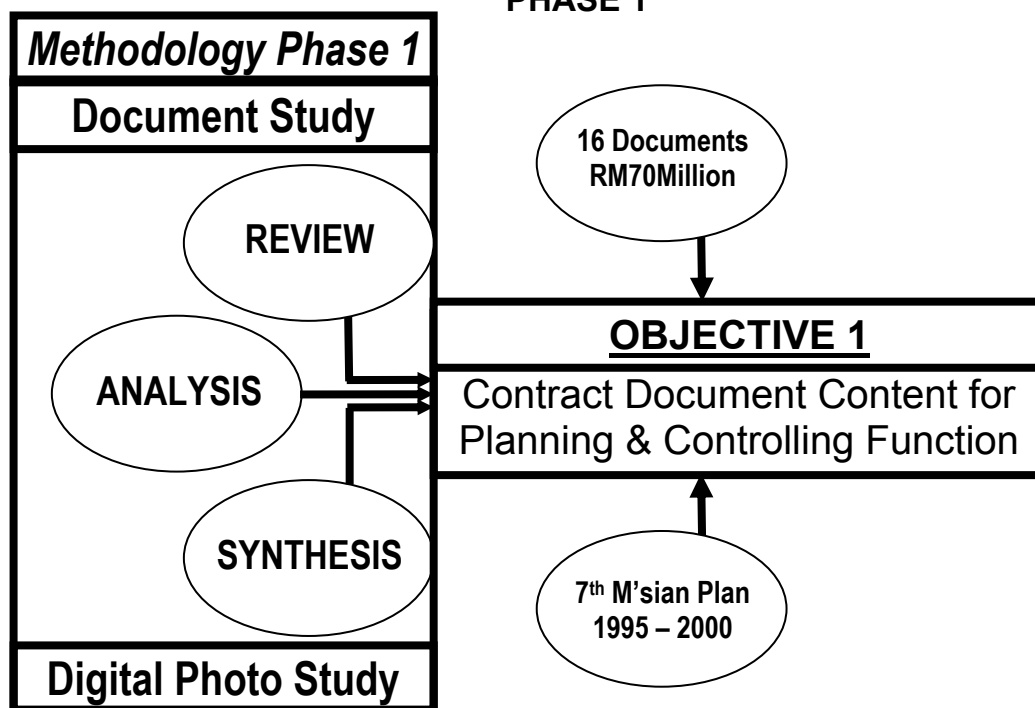 PHASE 1
Methodology Phase 1
Document Study
REVIEW
ANALYSIS
SYNTHESIS
Digital Photo Study
16 Documents
RM70Million
OBJECTIVE 1
Contract Document Content for
Planning & Controlling Function
7th M'sian Plan
1995 – 2000